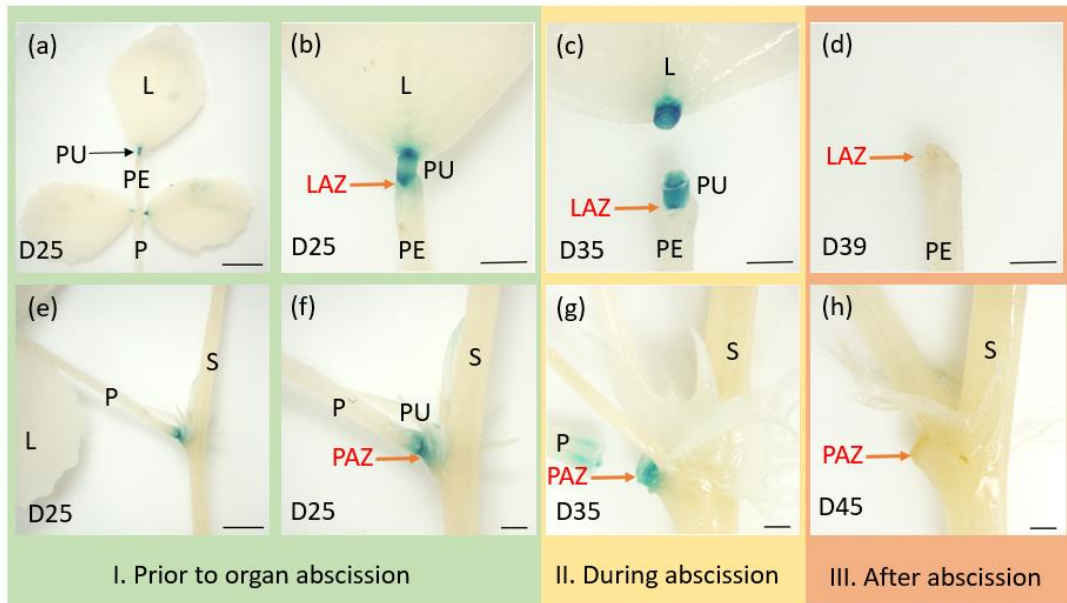 (a)
L
PU
PE
D25
P
(b)
L
PU
LAZ
D25
PE
(c)
L
PU
LAZ
D35
PE
(d)
LAZ
D39
PE
(e)
S
P
L
D25
(f)
S
P
PU
PAZ
D25
(g)
S
P
PAZ
D35
(h)
S
PAZ
D45
I. Prior to organ abscission
II. During abscission
III. After abscission